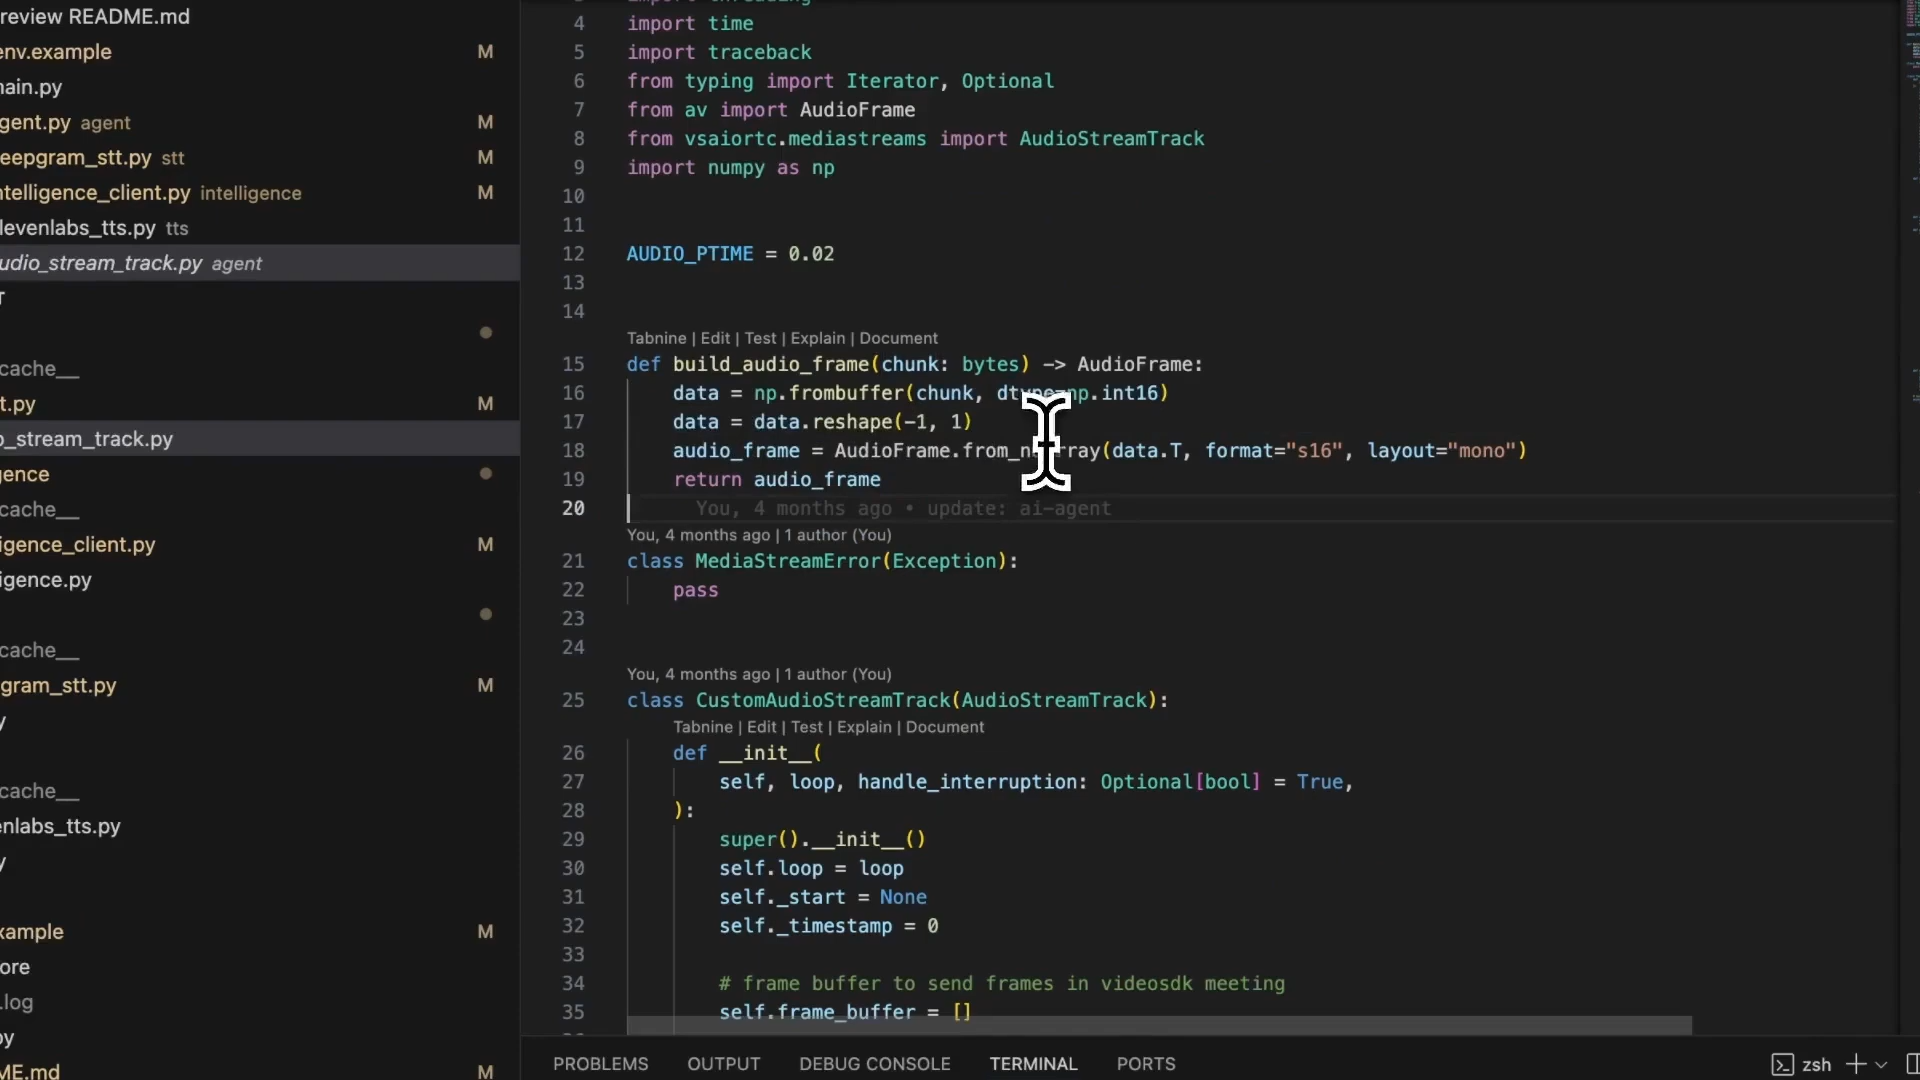 review README.md
env.example M
nain.py
gent.py agent M
eepgram_stt.py stt M
ntelligence_client.py intelligence M
levenlabs_tts.py tts
udio_stream_track.py agent
T
cache__
t.py M
o_stream_track.py
gence
cache__
igence_client.py M
igence.py
cache__
gram_stt.py M
y
cache__
enlabs_tts.py
y
xample M
ore
.log
py
ME.md M
4 import time
5 import traceback
6 from typing import Iterator, Optional
7 from av import AudioFrame
8 from vsaiortc.mediastreams import AudioStreamTrack
9 import numpy as np
10
11
12 AUDIO_PTIME = 0.02
13
14
Tabnine | Edit | Test | Explain | Document
15 def build_audio_frame(chunk: bytes) -> AudioFrame:
16 data = np.frombuffer(chunk, dtype=np.int16)
17 data = data.reshape(-1, 1)
18 audio_frame = AudioFrame.from_ndarray(data.T, format="s16", layout="mono")
19 return audio_frame
20 You, 4 months ago • update: ai-agent
You, 4 months ago | 1 author (You)
21 class MediaStreamError(Exception):
22 pass
23
24
You, 4 months ago | 1 author (You)
25 class CustomAudioStreamTrack(AudioStreamTrack):
Tabnine | Edit | Test | Explain | Document
26 def __init__(
27 self, loop, handle_interruption: Optional[bool] = True,
28 ):
29 super().__init__()
30 self.loop = loop
31 self._start = None
32 self._timestamp = 0
33
34 # frame buffer to send frames in videosdk meeting
35 self.frame_buffer = []
PROBLEMS OUTPUT DEBUG CONSOLE TERMINAL PORTS zsh